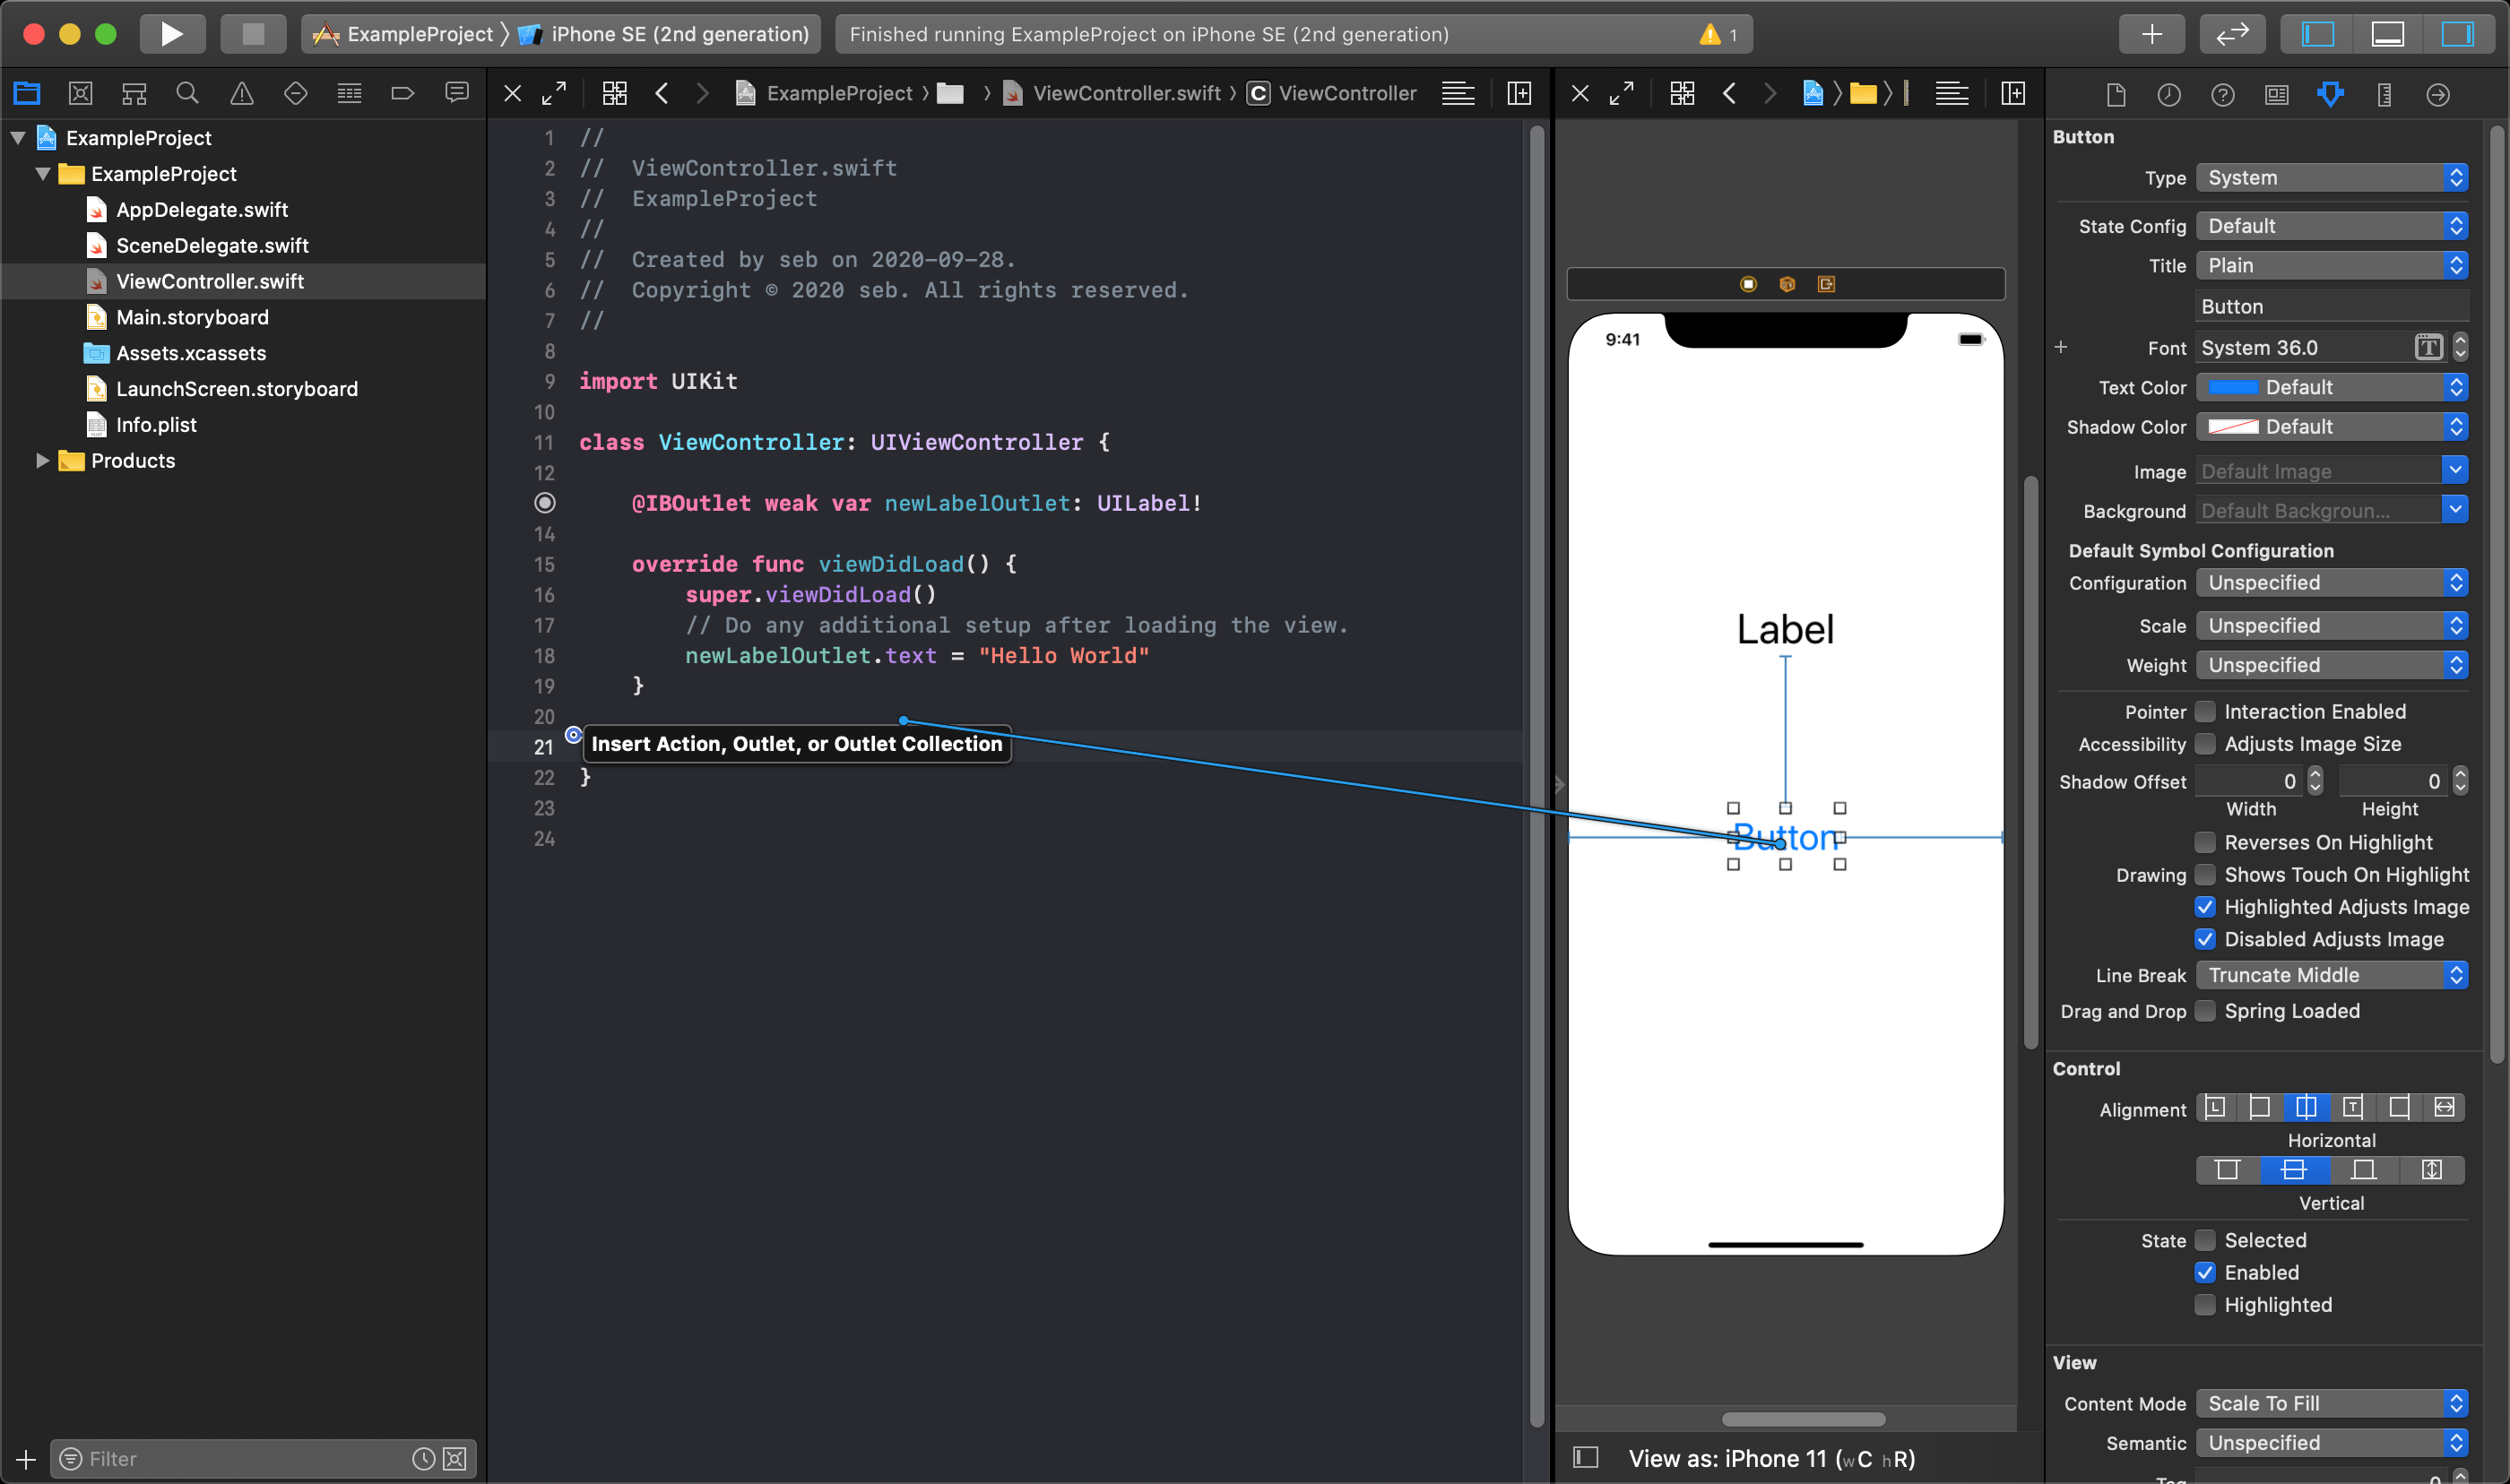 ExampleProject 〉 iPhone SE (2nd generation)
Finished running ExampleProject on iPhone SE (2nd generation)
1
ExampleProject
ExampleProject
AppDelegate.swift
SceneDelegate.swift
ViewController.swift
Main.storyboard
Assets.xcassets
LaunchScreen.storyboard
Info.plist
Products
Filter
ExampleProject 〉 〉 ViewController.swift 〉 C ViewController
1 //
2 //  ViewController.swift
3 //  ExampleProject
4 //
5 //  Created by seb on 2020-09-28.
6 //  Copyright © 2020 seb. All rights reserved.
7 //
8
9 import UIKit
10
11 class ViewController: UIViewController {
12
@IBOutlet weak var newLabelOutlet: UILabel!
14
15 override func viewDidLoad() {
16 super.viewDidLoad()
17 // Do any additional setup after loading the view.
18 newLabelOutlet.text = "Hello World"
19 }
20
21 Insert Action, Outlet, or Outlet Collection
22 }
23
24
9:41
Label
Button
View as: iPhone 11 (wC hR)
Button
Type System
State Config Default
Title Plain
Button
Font System 36.0
T
Text Color Default
Shadow Color Default
Image Default Image
Background Default Backgroun...
Default Symbol Configuration
Configuration Unspecified
Scale Unspecified
Weight Unspecified
Pointer Interaction Enabled
Accessibility Adjusts Image Size
Shadow Offset 0 0
Width Height
Reverses On Highlight
Drawing Shows Touch On Highlight
Highlighted Adjusts Image
Disabled Adjusts Image
Line Break Truncate Middle
Drag and Drop Spring Loaded
Control
Alignment L T
Horizontal
Vertical
State Selected
Enabled
Highlighted
View
Content Mode Scale To Fill
Semantic Unspecified